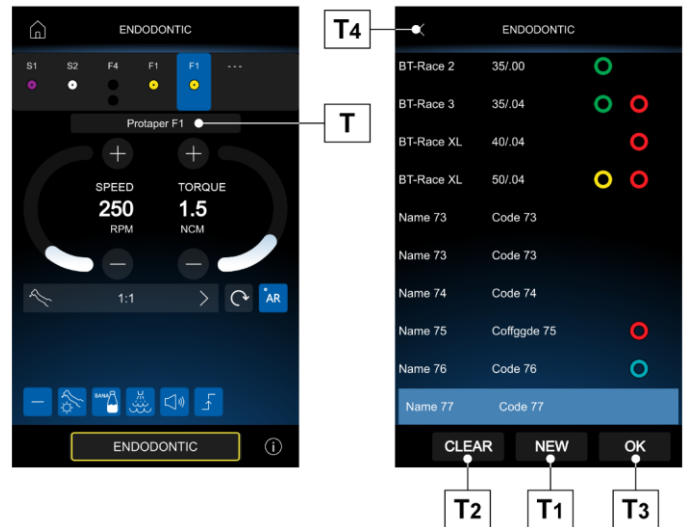 ENDODONTIC
S1 S2 F4 F1 F1 ---
Protaper F1
T
SPEED TORQUE
250 1.5
RPM NCM
1:1 AR
SANA
ENDODONTIC
T4
ENDODONTIC
BT-Race 2 35/.00
BT-Race 3 35/.04
BT-Race XL 40/.04
BT-Race XL 50/.04
Name 73 Code 73
Name 73 Code 73
Name 74 Code 74
Name 75 Coffggde 75
Name 76 Code 76
Name 77 Code 77
CLEAR NEW OK
T2 T1 T3